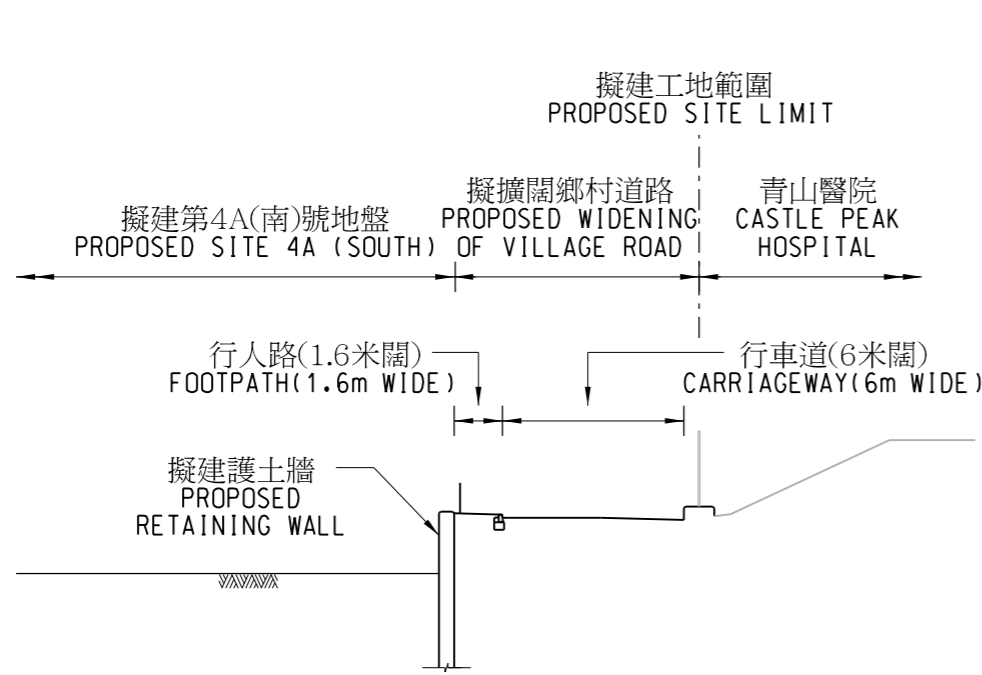 擬建工地範圍
PROPOSED SITE LIMIT
擬建第4A(南)號地盤
PROPOSED SITE 4A (SOUTH)
擬擴闊鄉村道路
PROPOSED WIDENING
OF VILLAGE ROAD
青山醫院
CASTLE PEAK
HOSPITAL
行人路(1.6米闊)
FOOTPATH(1.6m WIDE)
行車道(6米闊)
CARRIAGEWAY(6m WIDE)
擬建護土牆
PROPOSED
RETAINING WALL